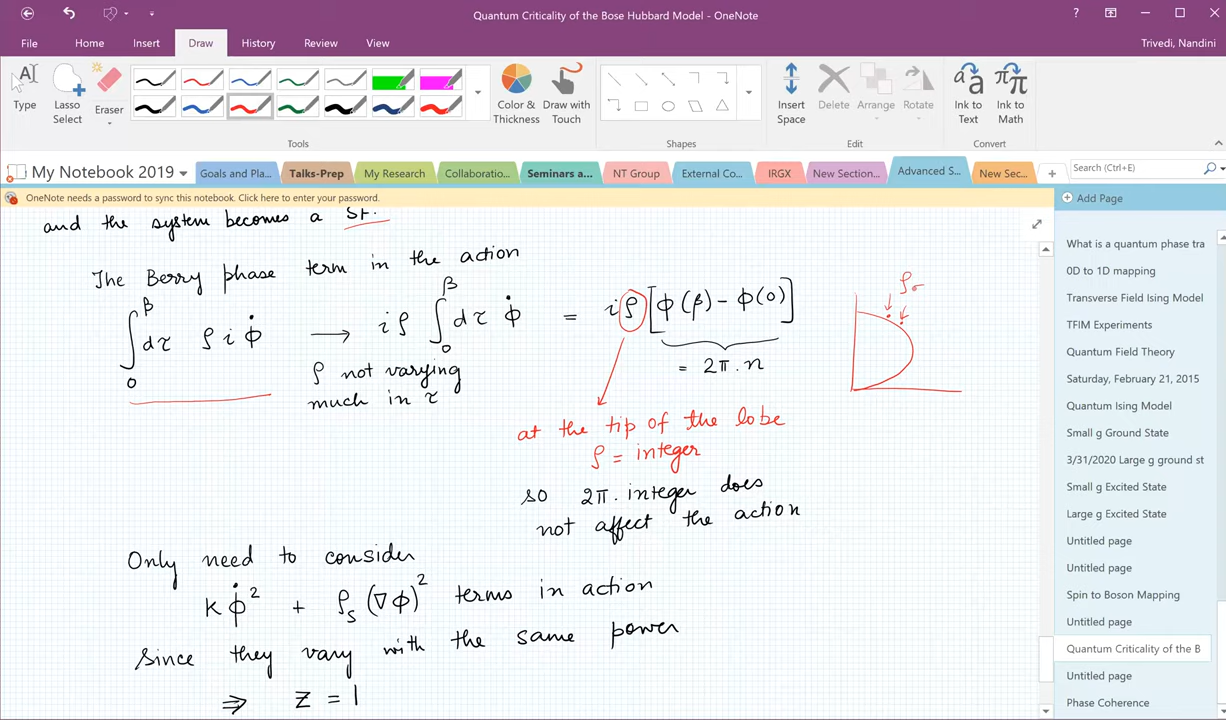 Quantum Criticality of the Bose Hubbard Model - OneNote
?
Trivedi, Nandini
File Home Insert Draw History Review View
Type
Lasso Select
Eraser
Color & Thickness
Draw with Touch
Insert Space
Delete
Arrange
Rotate
Ink to Text
Ink to Math
Tools
Shapes
Edit
Convert
My Notebook 2019
Goals and Pla...
Talks-Prep
My Research
Collaboratio...
Seminars a...
NT Group
External Co...
IRGX
New Section...
Advanced S...
New Sec...
Search (Ctrl+E)
OneNote needs a password to sync this notebook. Click here to enter your password.
and the system becomes a SF.
The Berry phase term in the action
∫₀^β dτ ρ i φ̇ → iρ ∫₀^β dτ φ̇ = iρ [φ(β) - φ(0)]
= 2π.n
ρ not varying
much in τ
at the tip of the lobe
ρ = integer
so 2π.integer does
not affect the action
Only need to consider
κ φ̇² + ρₛ (∇φ)² terms in action
Since they vary with the same power
⇒ z = 1
Add Page
What is a quantum phase tra
0D to 1D mapping
Transverse Field Ising Model
TFIM Experiments
Quantum Field Theory
Saturday, February 21, 2015
Quantum Ising Model
Small g Ground State
3/31/2020 Large g ground st
Small g Excited State
Large g Excited State
Untitled page
Untitled page
Spin to Boson Mapping
Untitled page
Quantum Criticality of the B
Untitled page
Phase Coherence